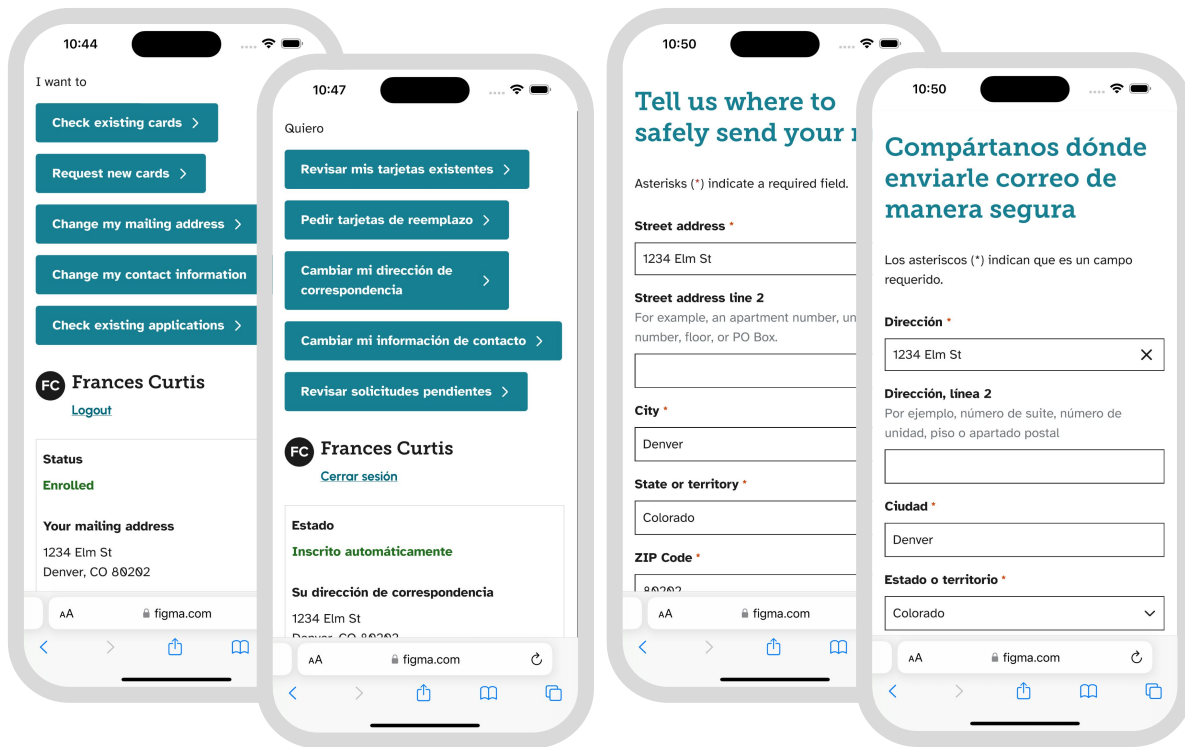 10:44
I want to
Check existing cards
Request new cards
Change my mailing address
Change my contact information
Check existing applications
FC
Frances Curtis
Logout
Status
Enrolled
Your mailing address
1234 Elm St
Denver, CO 80202
AA
figma.com
10:47
Quiero
Revisar mis tarjetas existentes
Pedir tarjetas de reemplazo
Cambiar mi dirección de
correspondencia
Cambiar mi información de contacto
Revisar solicitudes pendientes
FC
Frances Curtis
Cerrar sesión
Estado
Inscrito automáticamente
Su dirección de correspondencia
1234 Elm St
Denver, CO 80202
AA
figma.com
10:50
Tell us where to
safely send your
Asterisks (*) indicate a required field.
Street address *
1234 Elm St
Street address line 2
For example, an apartment number,
number, floor, or PO Box.
City *
Denver
State or territory *
Colorado
ZIP Code *
80202
AA
figma.com
10:50
Compártanos dónde
enviarle correo de
manera segura
Los asteriscos (*) indican que es un campo
requerido.
Dirección *
1234 Elm St
Dirección, línea 2
Por ejemplo, número de suite, número de
unidad, piso o apartado postal
Ciudad *
Denver
Estado o territorio *
Colorado
AA
figma.com